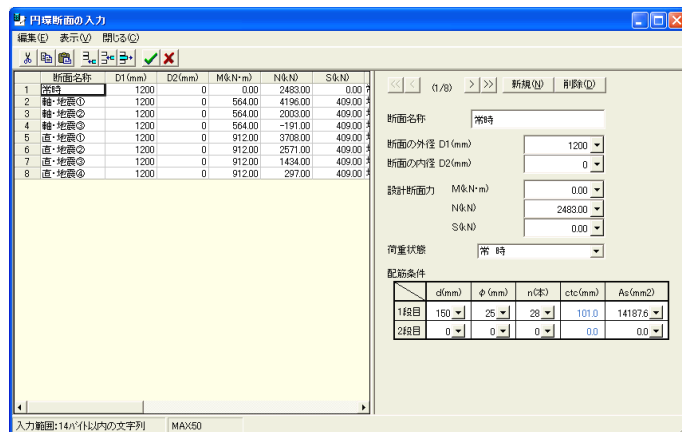 円環断面の入力
編集(E) 表示(V) 閉じる(C)
断面名称 D1(mm) D2(mm) M(kN・m) N(kN) S(kN)
1 常時 1200 0 0.00 2483.00 0.00
2 軸・地震① 1200 0 564.00 4196.00 409.00
3 軸・地震② 1200 0 564.00 2003.00 409.00
4 軸・地震③ 1200 0 564.00 -191.00 409.00
5 直・地震① 1200 0 912.00 3708.00 409.00
6 直・地震② 1200 0 912.00 2571.00 409.00
7 直・地震③ 1200 0 912.00 1434.00 409.00
8 直・地震④ 1200 0 912.00 297.00 409.00
<< < (1/8) > >> 新規(N) 削除(D)
断面名称 常時
断面の外径 D1(mm) 1200
断面の内径 D2(mm) 0
設計断面力 M(kN・m) 0.00
N(kN) 2483.00
S(kN) 0.00
荷重状態 常 時
配筋条件
d(mm) φ(mm) n(本) ctc(mm) As(mm2)
1段目 150 25 28 101.0 14187.6
2段目 0 0 0 0.0 0.0
入力範囲:14バイト以内の文字列 MAX50